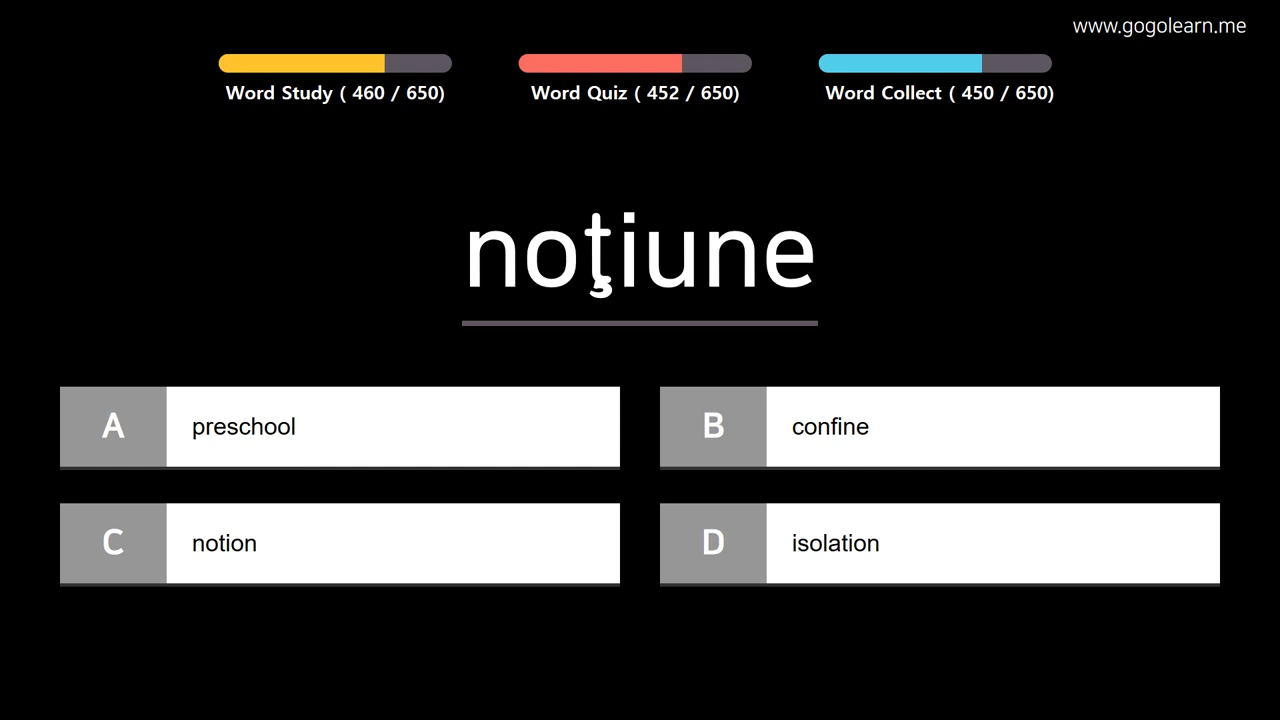 www.gogolearn.me
Word Study ( 460 / 650)
Word Quiz ( 452 / 650)
Word Collect ( 450 / 650)
noţiune
A preschool
B confine
C notion
D isolation